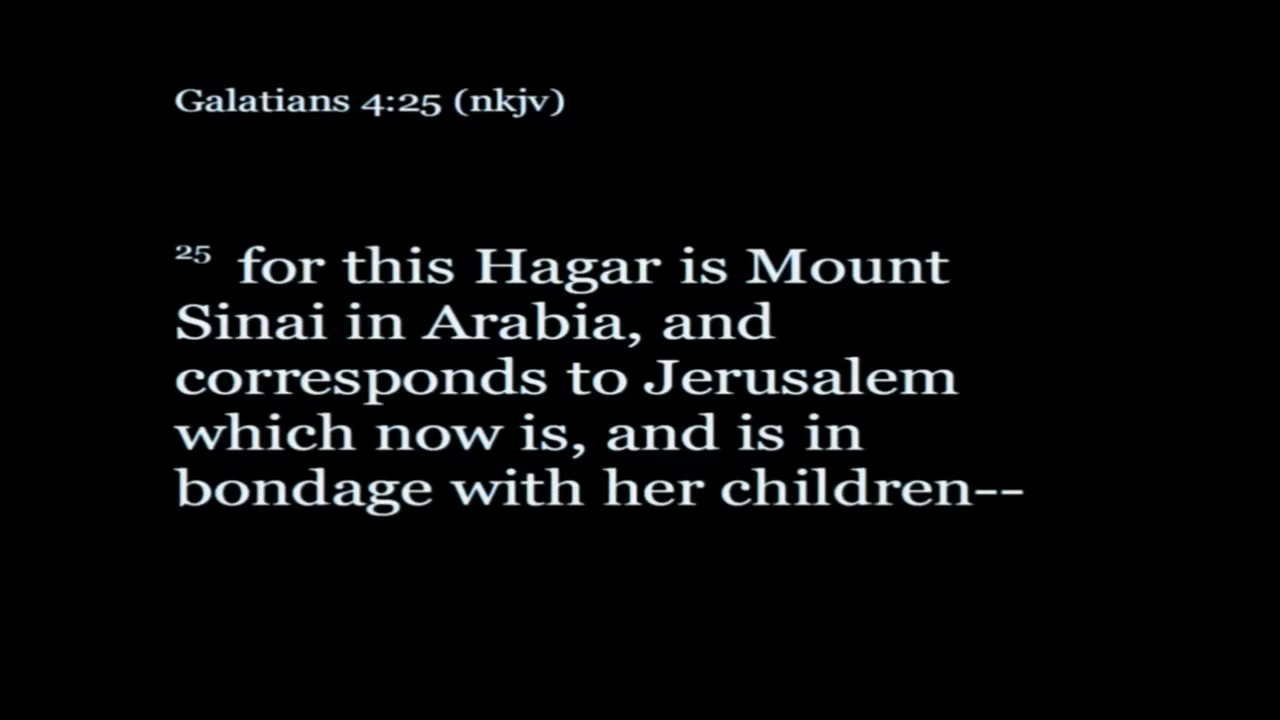 Galatians 4:25 (nkjv)
25 for this Hagar is Mount
Sinai in Arabia, and
corresponds to Jerusalem
which now is, and is in
bondage with her children--